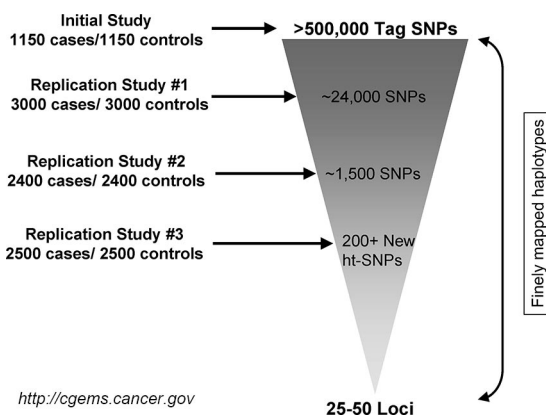 Initial Study
1150 cases/1150 controls
>500,000 Tag SNPs
Replication Study #1
3000 cases/ 3000 controls
~24,000 SNPs
Replication Study #2
2400 cases/ 2400 controls
~1,500 SNPs
Replication Study #3
2500 cases/ 2500 controls
200+ New
ht-SNPs
Finely mapped haplotypes
http://cgems.cancer.gov
25-50 Loci